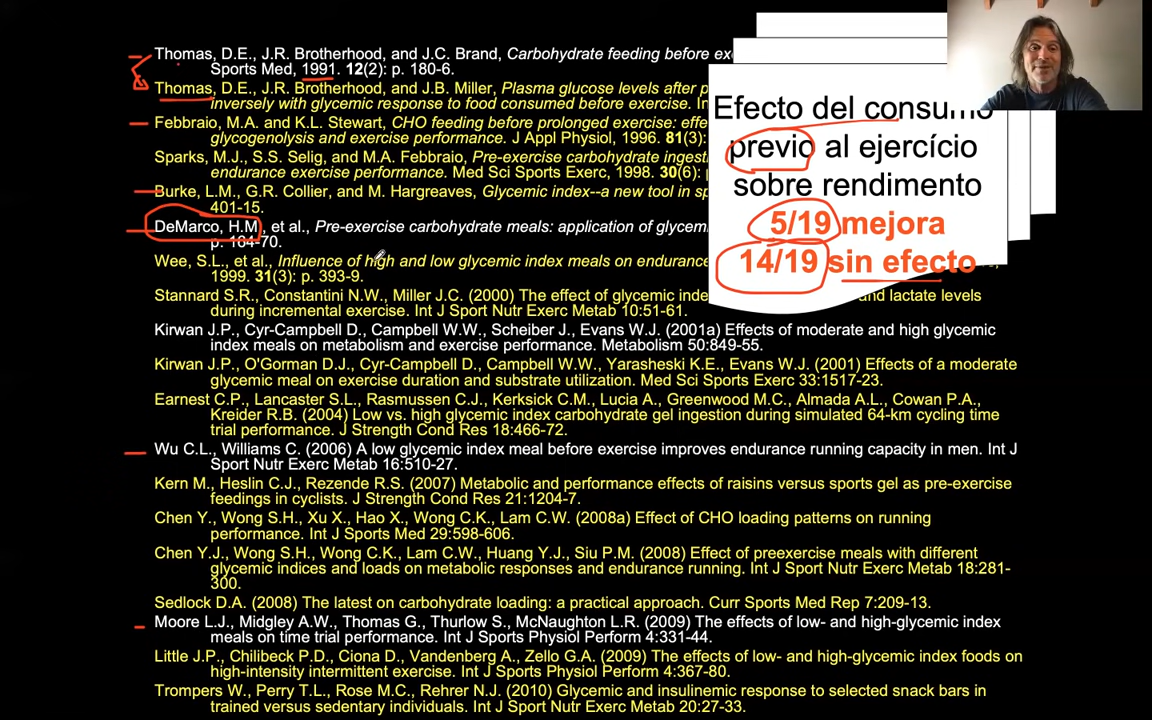 Thomas, D.E., J.R. Brotherhood, and J.C. Brand, Carbohydrate feeding before
Sports Med, 1991. 12(2): p. 180-6.
Thomas, D.E., J.R. Brotherhood, and J.B. Miller, Plasma glucose levels after
inversely with glycemic response to food consumed before exercise.
Febbraio, M.A. and K.L. Stewart, CHO feeding before prolonged exercise:
glycogenolysis and exercise performance. J Appl Physiol, 1996. 81(3):
Sparks, M.J., S.S. Selig, and M.A. Febbraio, Pre-exercise carbohydrate
endurance exercise performance. Med Sci Sports Exerc, 1998. 30(6):
Burke, L.M., G.R. Collier, and M. Hargreaves, Glycemic index--a new tool in
401-15.
DeMarco, H.M., et al., Pre-exercise carbohydrate meals: application of
p. 164-70.
Wee, S.L., et al., Influence of high and low glycemic index meals on endurance
1999. 31(3): p. 393-9.
Stannard S.R., Constantini N.W., Miller J.C. (2000) The effect of glycemic and lactate levels
during incremental exercise. Int J Sport Nutr Exerc Metab 10:51-61.
Kirwan J.P., Cyr-Campbell D., Campbell W.W., Scheiber J., Evans W.J. (2001a) Effects of moderate and high glycemic
index meals on metabolism and exercise performance. Metabolism 50:849-55.
Kirwan J.P., O'Gorman D.J., Cyr-Campbell D., Campbell W.W., Yarasheski K.E., Evans W.J. (2001) Effects of a moderate
glycemic meal on exercise duration and substrate utilization. Med Sci Sports Exerc 33:1517-23.
Earnest C.P., Lancaster S.L., Rasmussen C.J., Kerksick C.M., Lucia A., Greenwood M.C., Almada A.L., Cowan P.A.,
Kreider R.B. (2004) Low vs. high glycemic index carbohydrate gel ingestion during simulated 64-km cycling time
trial performance. J Strength Cond Res 18:466-72.
Wu C.L., Williams C. (2006) A low glycemic index meal before exercise improves endurance running capacity in men. Int J
Sport Nutr Exerc Metab 16:510-27.
Kern M., Heslin C.J., Rezende R.S. (2007) Metabolic and performance effects of raisins versus sports gel as pre-exercise
feedings in cyclists. J Strength Cond Res 21:1204-7.
Chen Y., Wong S.H., Xu X., Hao X., Wong C.K., Lam C.W. (2008a) Effect of CHO loading patterns on running
performance. Int J Sports Med 29:598-606.
Chen Y.J., Wong S.H., Wong C.K., Lam C.W., Huang Y.J., Siu P.M. (2008) Effect of preexercise meals with different
glycemic indices and loads on metabolic responses and endurance running. Int J Sport Nutr Exerc Metab 18:281-
300.
Sedlock D.A. (2008) The latest on carbohydrate loading: a practical approach. Curr Sports Med Rep 7:209-13.
Moore L.J., Midgley A.W., Thomas G., Thurlow S., McNaughton L.R. (2009) The effects of low- and high-glycemic index
meals on time trial performance. Int J Sports Physiol Perform 4:331-44.
Little J.P., Chilibeck P.D., Ciona D., Vandenberg A., Zello G.A. (2009) The effects of low- and high-glycemic index foods on
high-intensity intermittent exercise. Int J Sports Physiol Perform 4:367-80.
Trompers W., Perry T.L., Rose M.C., Rehrer N.J. (2010) Glycemic and insulinemic response to selected snack bars in
trained versus sedentary individuals. Int J Sport Nutr Exerc Metab 20:27-33.
Efecto del consumo
previo al ejercício
sobre rendimento
5/19 mejora
14/19 sin efecto